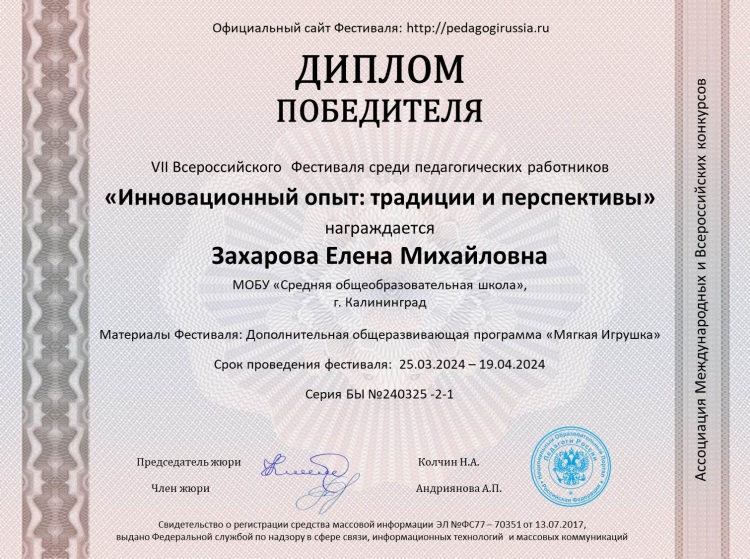 Официальный сайт Фестиваля: http://pedagogirussia.ru
ДИПЛОМ
ПОБЕДИТЕЛЯ
VII Всероссийского Фестиваля среди педагогических работников
«Инновационный опыт: традиции и перспективы»
награждается
Захарова Елена Михайловна
МОБУ «Средняя общеобразовательная школа»,
г. Калининград
Материалы Фестиваля: Дополнительная общеразвивающая программа «Мягкая Игрушка»
Срок проведения фестиваля: 25.03.2024 – 19.04.2024
Серия БЫ №240325 -2-1
Председатель жюри Колчин Н.А.
Член жюри Андриянова А.П.
Педагоги России
Свидетельство о регистрации средства массовой информации ЭЛ №ФС77 – 70351 от 13.07.2017,
выдано Федеральной службой по надзору в сфере связи, информационных технологий и массовых коммуникаций
Ассоциация Международных и Всероссийских конкурсов